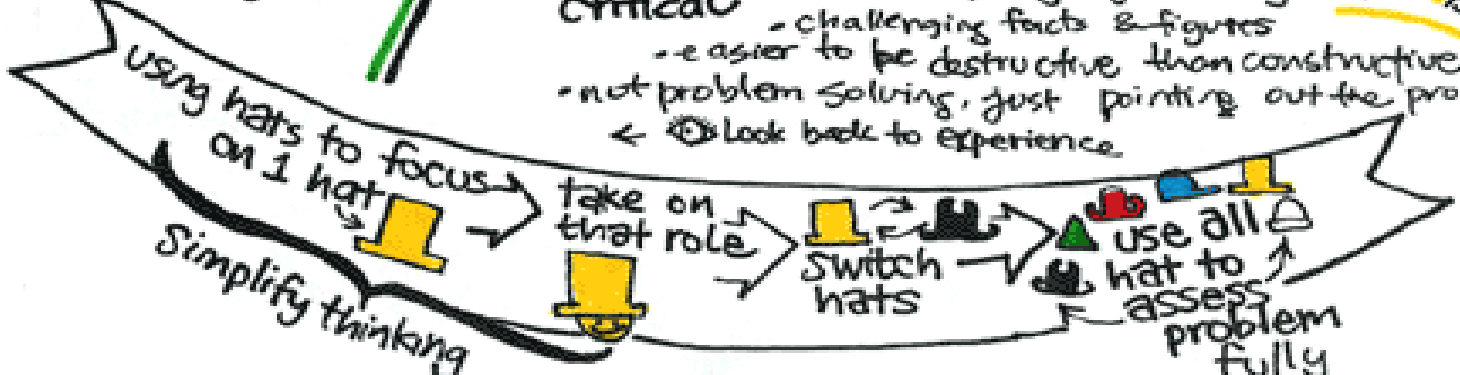 critical
- challenging facts & figures
- easier to be destructive than constructive
- not problem solving, just pointing out the
← Look back to experience
using hats to focus
on 1 hat
simplify thinking
take on
that role
switch
hats
use all
hat to
assess
problem
fully